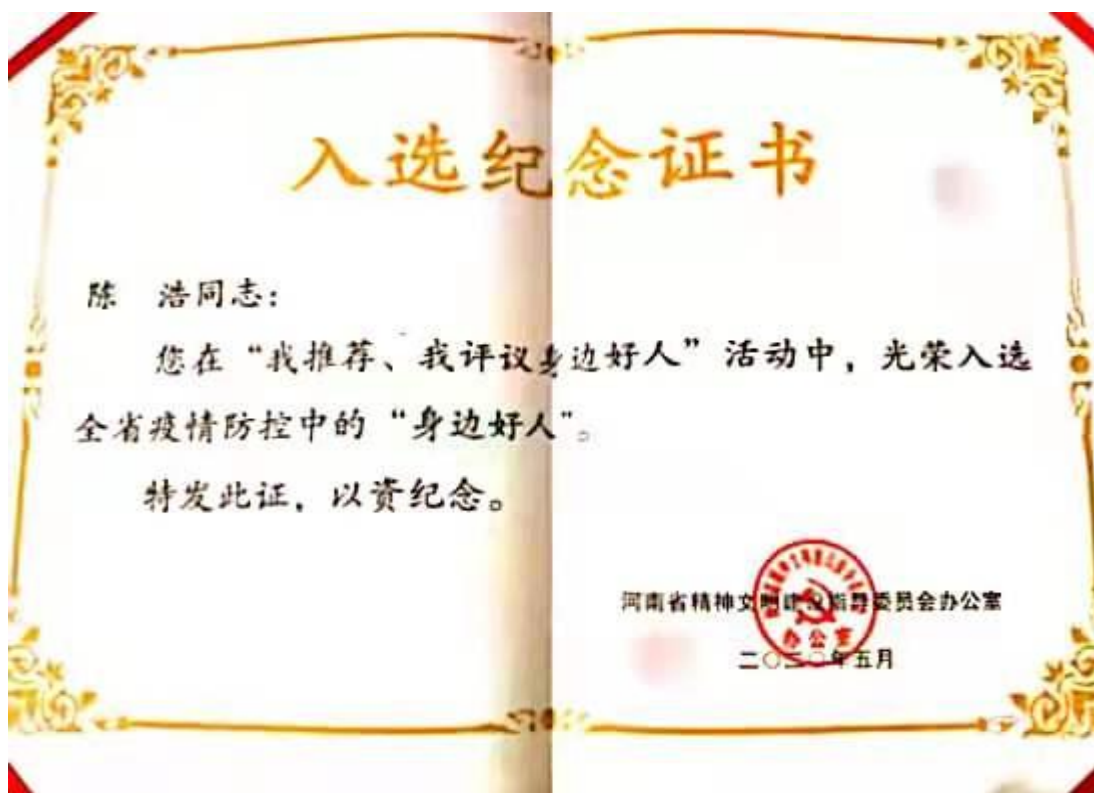 入选纪念证书
陈 浩同志：
您在“我推荐、我评议身边好人”活动中，光荣入选
全省疫情防控中的“身边好人”。
特发此证，以资纪念。
河南省精神文明建设指导委员会办公室
二〇二〇年五月
办公室